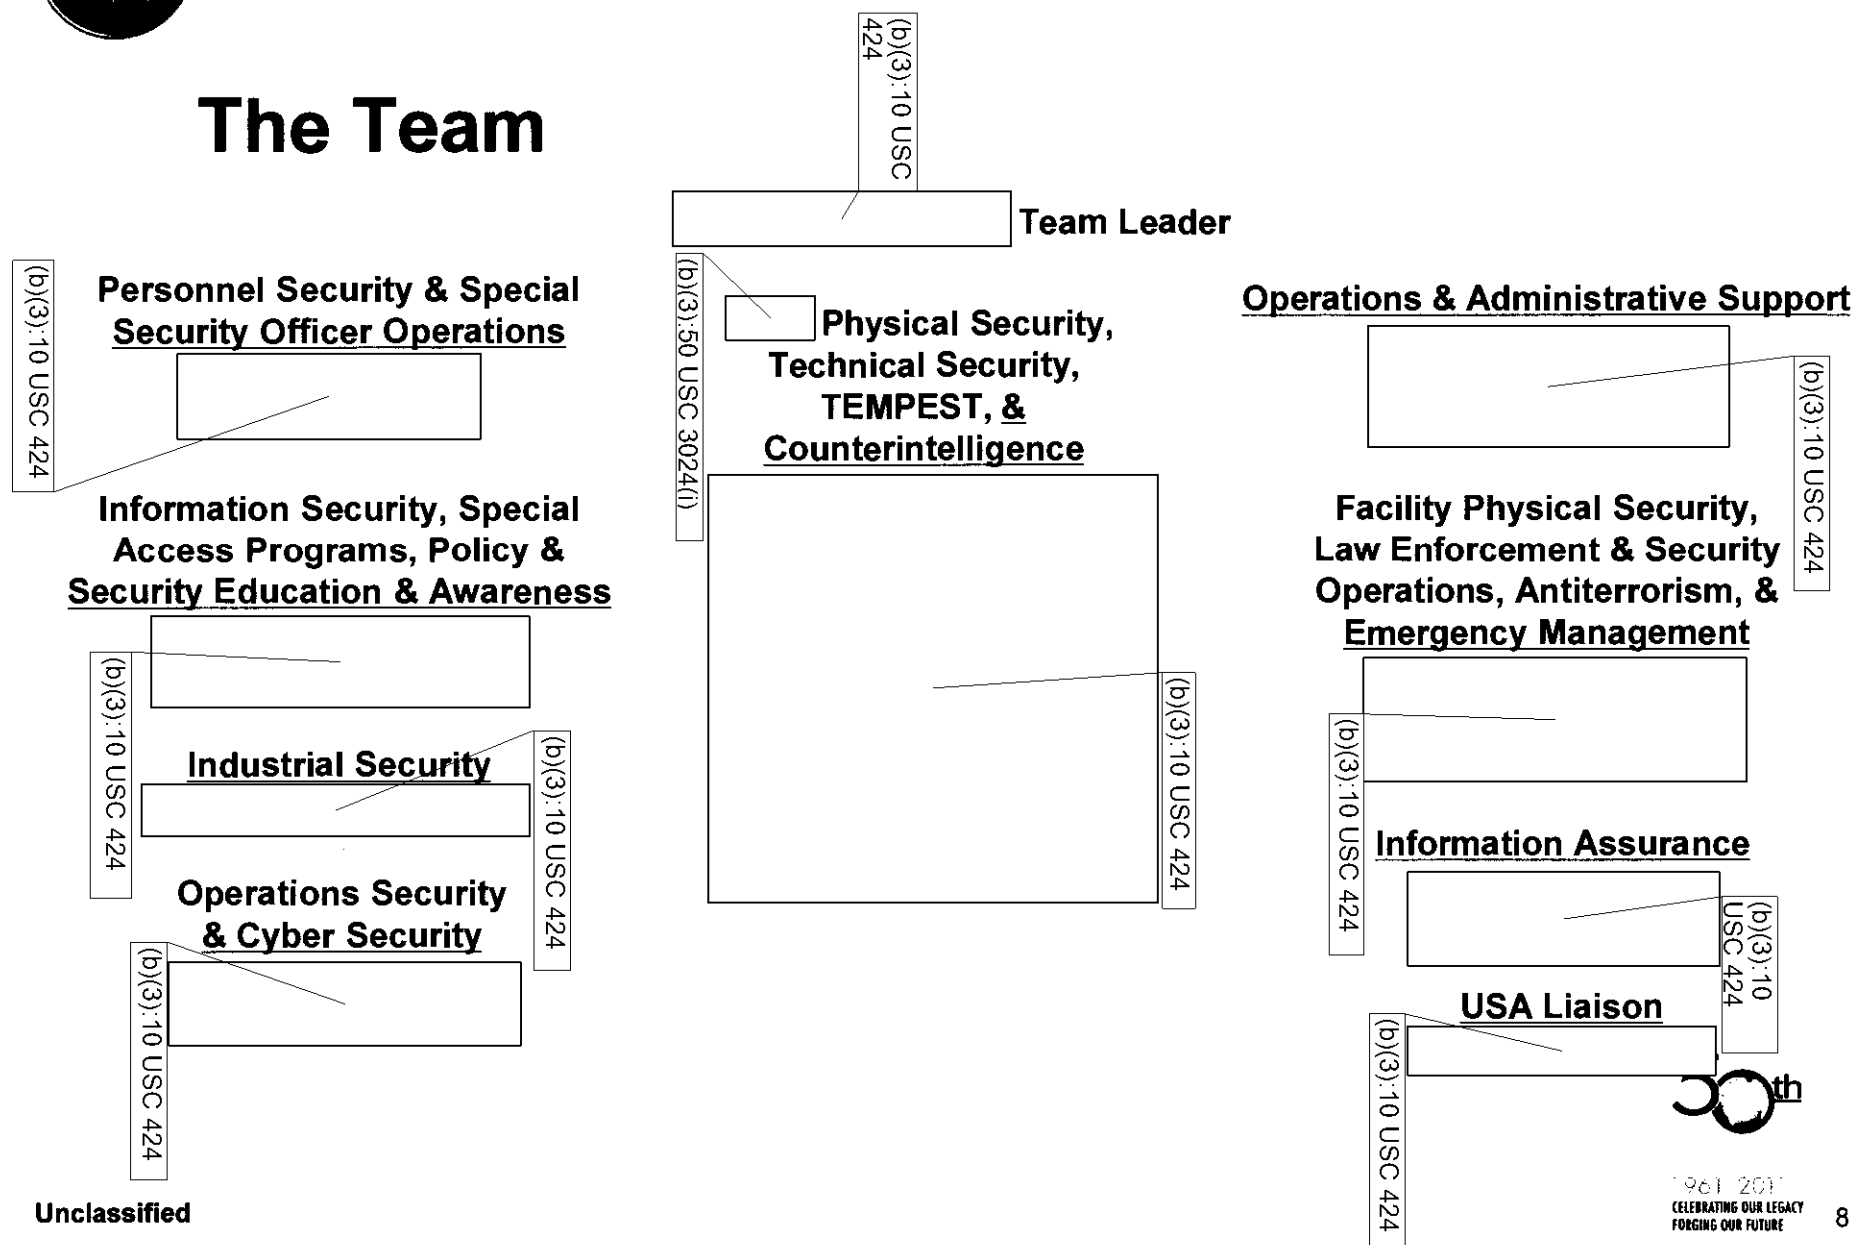 The Team
(b)(3):10 USC
424
Team Leader
(b)(3):10 USC 424
Personnel Security & Special
Security Officer Operations
(b)(3):50 USC 3024(i)
Physical Security,
Technical Security,
TEMPEST, &
Counterintelligence
(b)(3):10 USC 424
Operations & Administrative Support
(b)(3):10 USC 424
Information Security, Special
Access Programs, Policy &
Security Education & Awareness
(b)(3):10 USC 424
Facility Physical Security,
Law Enforcement & Security
Operations, Antiterrorism, &
Emergency Management
(b)(3):10 USC 424
Industrial Security
(b)(3):10 USC 424
Information Assurance
(b)(3):10
USC 424
Operations Security
& Cyber Security
(b)(3):10 USC 424
USA Liaison
(b)(3):10 USC 424
th
CELEBRATING OUR LEGACY
FORGING OUR FUTURE
Unclassified
8